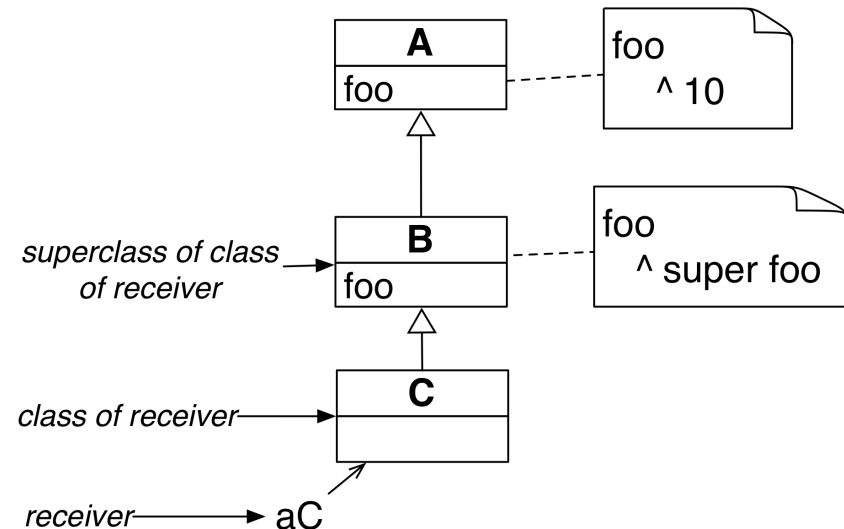 A
foo
foo
^ 10
superclass of class
of receiver
B
foo
foo
^ super foo
class of receiver
C
receiver
aC